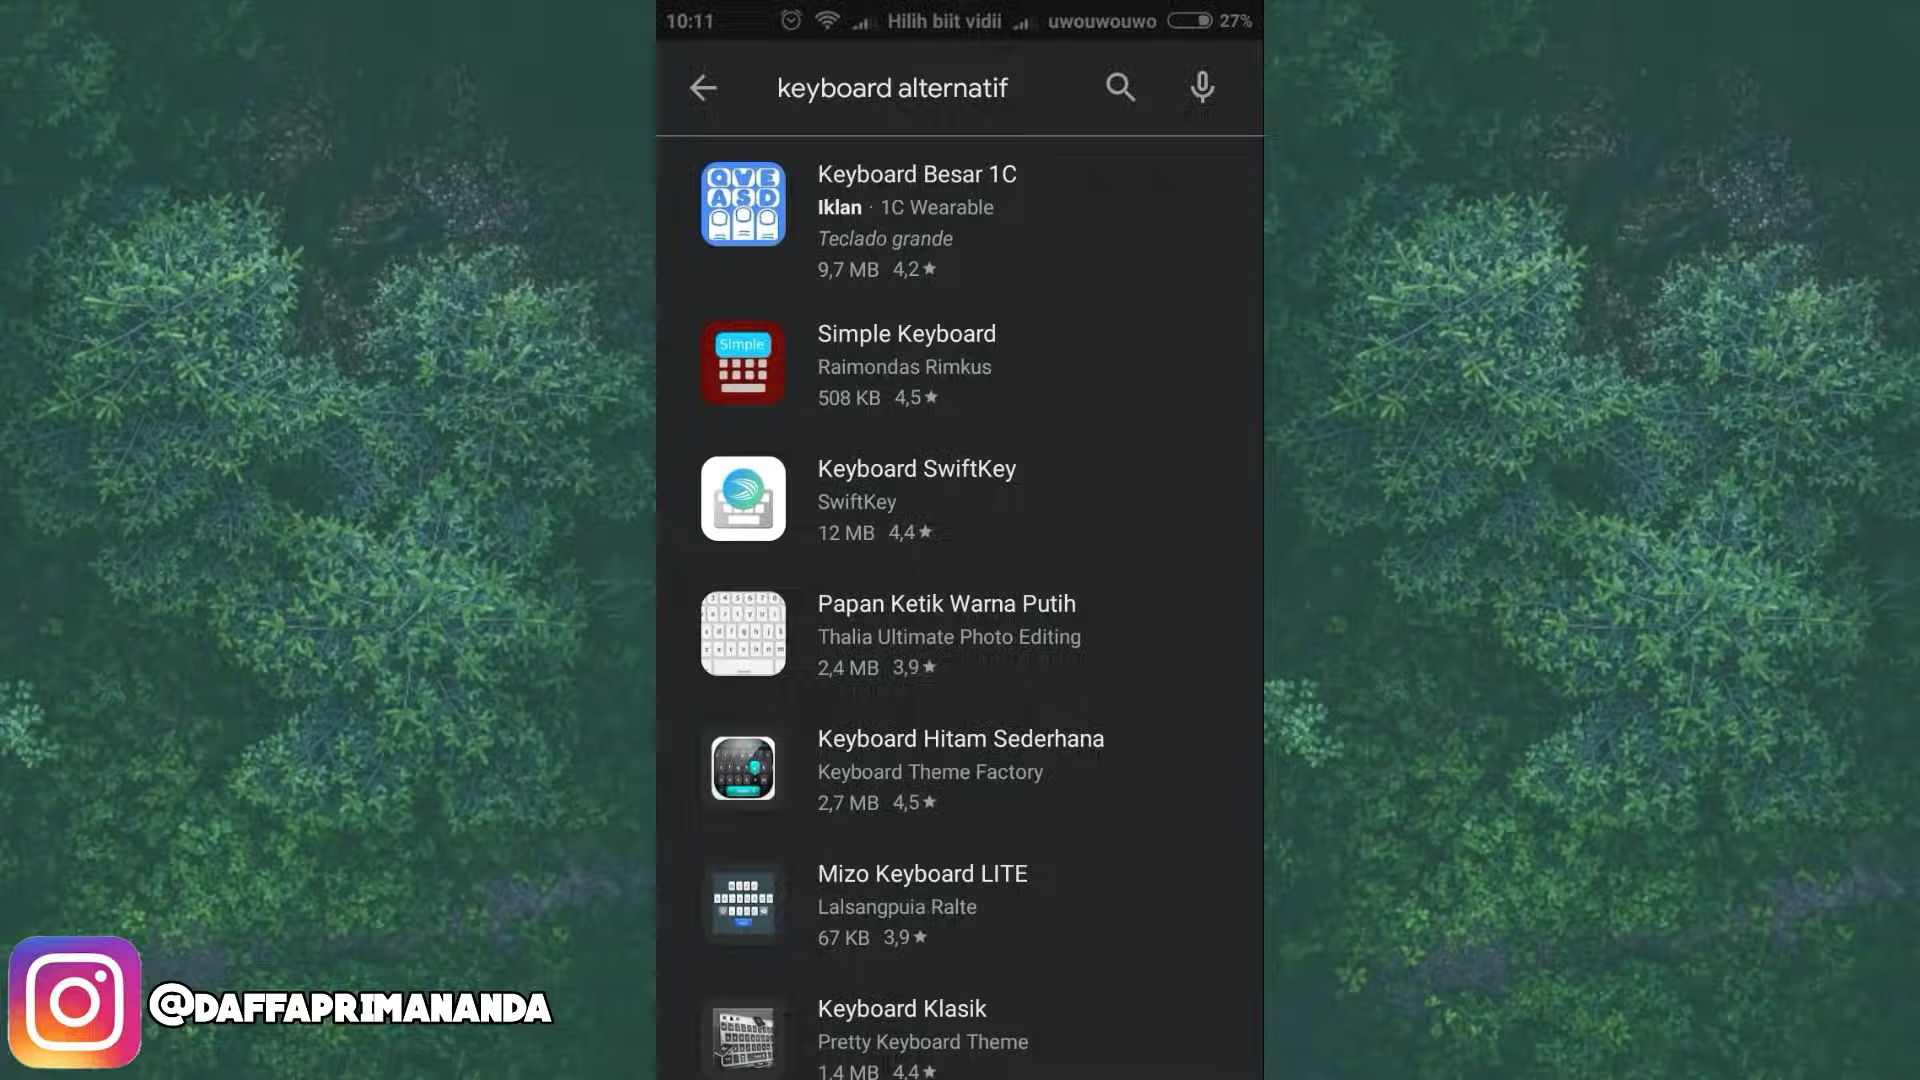 10:11 Hilih biit vidii uwouwouwo 27%
keyboard alternatif
Keyboard Besar 1C
Iklan · 1C Wearable
Teclado grande
9,7 MB 4,2★
Simple Keyboard
Raimondas Rimkus
508 KB 4,5★
Simple
Keyboard SwiftKey
SwiftKey
12 MB 4,4★
Papan Ketik Warna Putih
Thalia Ultimate Photo Editing
2,4 MB 3,9★
Keyboard Hitam Sederhana
Keyboard Theme Factory
2,7 MB 4,5★
Mizo Keyboard LITE
Lalsangpuia Ralte
67 KB 3,9★
Keyboard Klasik
Pretty Keyboard Theme
1,4 MB 4,4★
@DAFFAPRIMANANDA